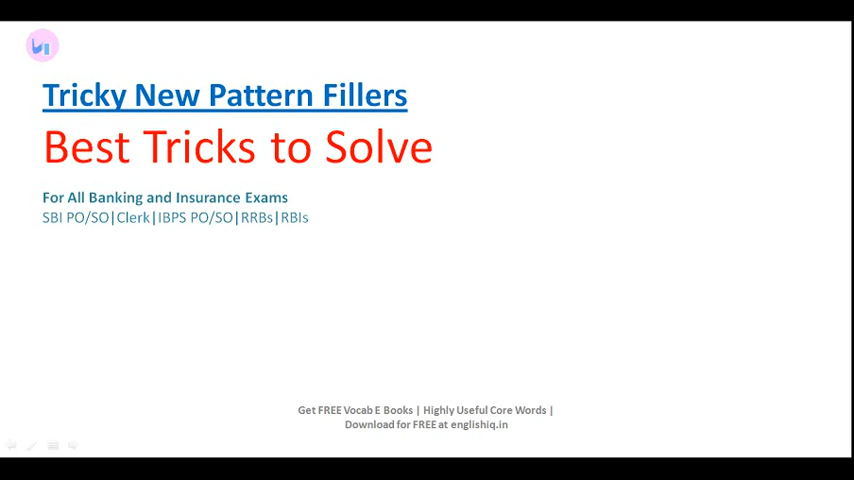 Tricky New Pattern Fillers
Best Tricks to Solve
For All Banking and Insurance Exams
SBI PO/SO|Clerk|IBPS PO/SO|RRBs|RBIs
Get FREE Vocab E Books | Highly Useful Core Words |
Download for FREE at englishiq.in